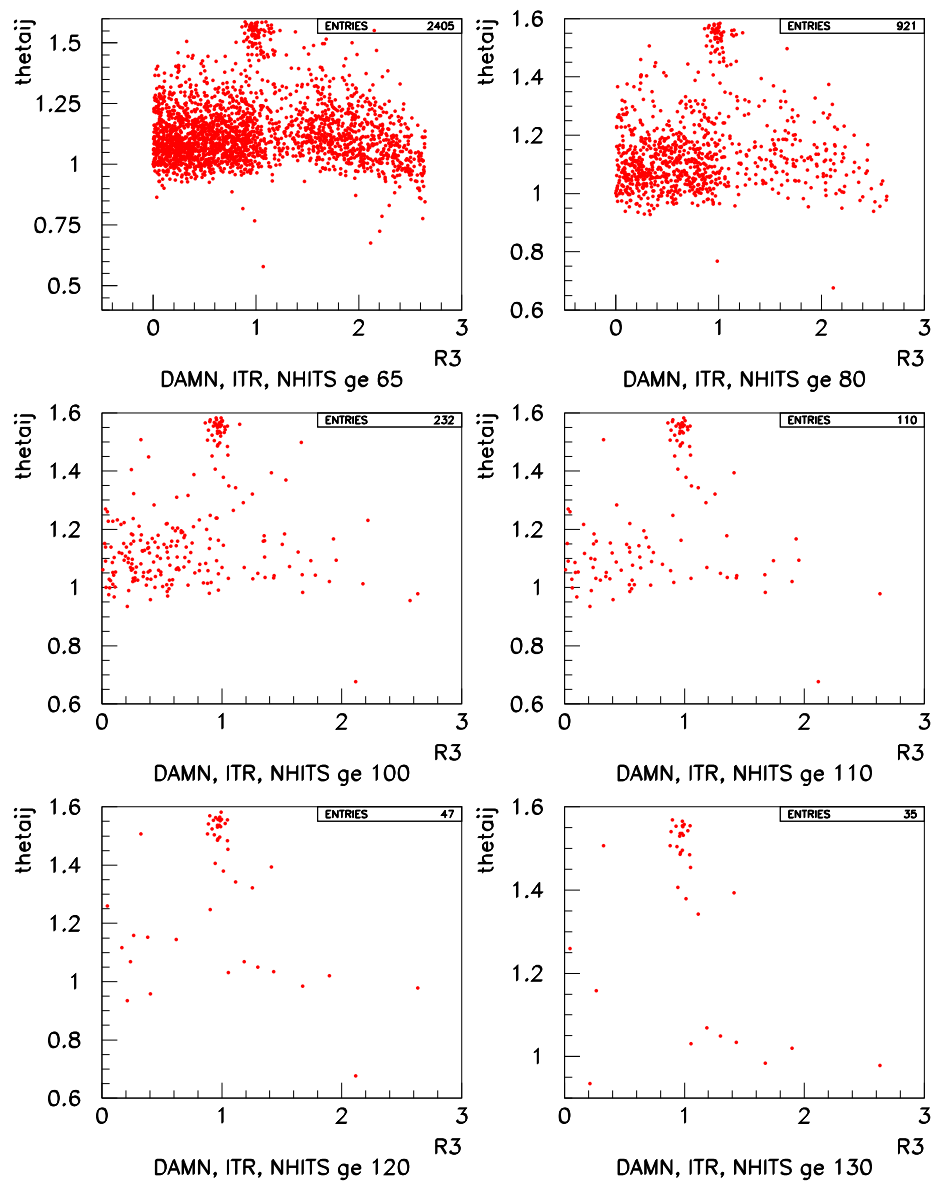 thetaij
ENTRIES 2405
1.5
1.25
1
0.75
0.5
0 1 2 3
R3
DAMN, ITR, NHITS ge 65
thetaij
ENTRIES 921
1.6
1.4
1.2
1
0.8
0.6
0 1 2 3
R3
DAMN, ITR, NHITS ge 80
thetaij
ENTRIES 232
1.6
1.4
1.2
1
0.8
0.6
0 1 2 3
R3
DAMN, ITR, NHITS ge 100
thetaij
ENTRIES 110
1.6
1.4
1.2
1
0.8
0.6
0 1 2 3
R3
DAMN, ITR, NHITS ge 110
thetaij
ENTRIES 47
1.6
1.4
1.2
1
0.8
0.6
0 1 2 3
R3
DAMN, ITR, NHITS ge 120
thetaij
ENTRIES 35
1.6
1.4
1.2
1
0 1 2 3
R3
DAMN, ITR, NHITS ge 130